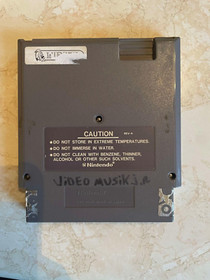 CAUTION
●DO NOT STORE IN EXTREME TEMPERATURES.
●DO NOT IMMERSE IN WATER.
●DO NOT CLEAN WITH BENZENE, THINNER,
ALCOHOL OR OTHER SUCH SOLVENTS.
Nintendo
VIDEO MUSIK